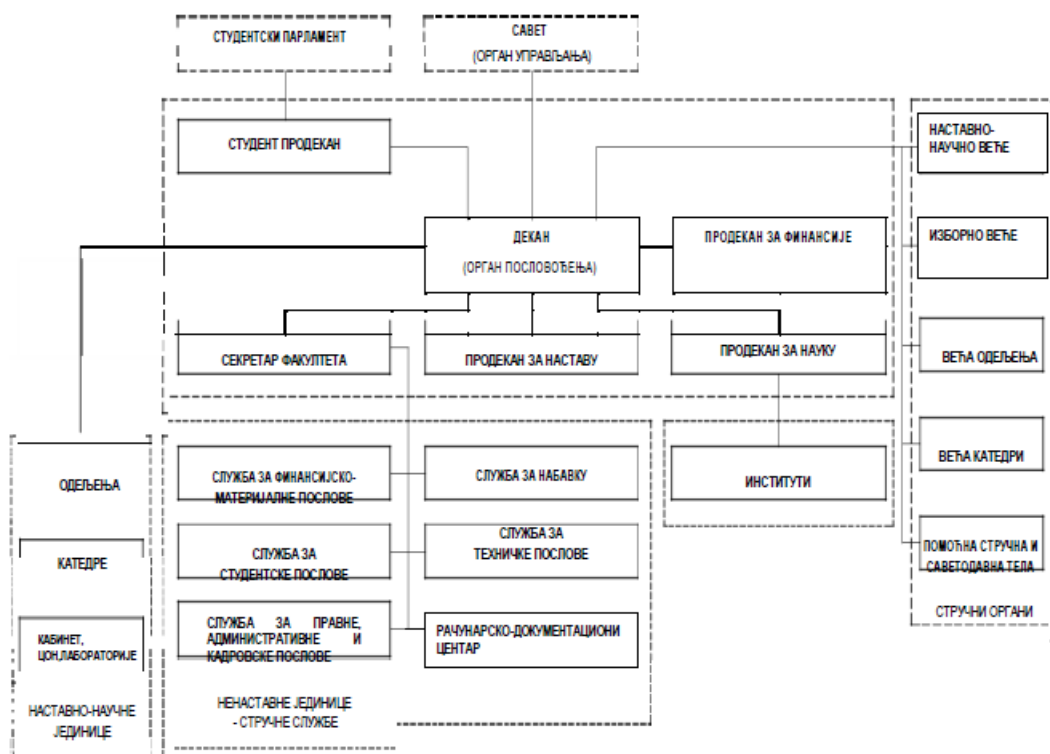 СТУДЕНТСКИ ПАРЛАМЕНТ
САВЕТ
(ОРГАН УПРАВЉАЊА)
СТУДЕНТ ПРОДЕКАН
НАСТАВНО-
НАУЧНО ВЕЋЕ
ДЕКАН
(ОРГАН ПОСЛОВОЂЕЊА)
ПРОДЕКАН ЗА ФИНАНСИЈЕ
ИЗБОРНО ВЕЋЕ
СЕКРЕТАР ФАКУЛТЕТА
ПРОДЕКАН ЗА НАСТАВУ
ПРОДЕКАН ЗА НАУКУ
ВЕЋА ОДЕЉЕЊА
ОДЕЉЕЊА
СЛУЖБА ЗА ФИНАНСИЈСКО-
МАТЕРИЈАЛНЕ ПОСЛОВЕ
СЛУЖБА ЗА НАБАВКУ
ИНСТИТУТИ
ВЕЋА КАТЕДРИ
КАТЕДРЕ
СЛУЖБА ЗА
СТУДЕНТСКЕ ПОСЛОВЕ
СЛУЖБА ЗА
ТЕХНИЧКЕ ПОСЛОВЕ
ПОМОЋНА СТРУЧНА И
САВЕТОДАВНА ТЕЛА
СТРУЧНИ ОРГАНИ
КАБИНЕТ,
ЦОН,ЛАБОРАТОРИЈЕ
СЛУЖБА ЗА ПРАВНЕ,
АДМИНИСТРАТИВНЕ И
КАДРОВСКЕ ПОСЛОВЕ
РАЧУНАРСКО-ДОКУМЕНТАЦИОНИ
ЦЕНТАР
НАСТАВНО-НАУЧНЕ
ЈЕДИНИЦЕ
НЕНАСТАВНЕ ЈЕДИНИЦЕ
- СТРУЧНЕ СЛУЖБЕ